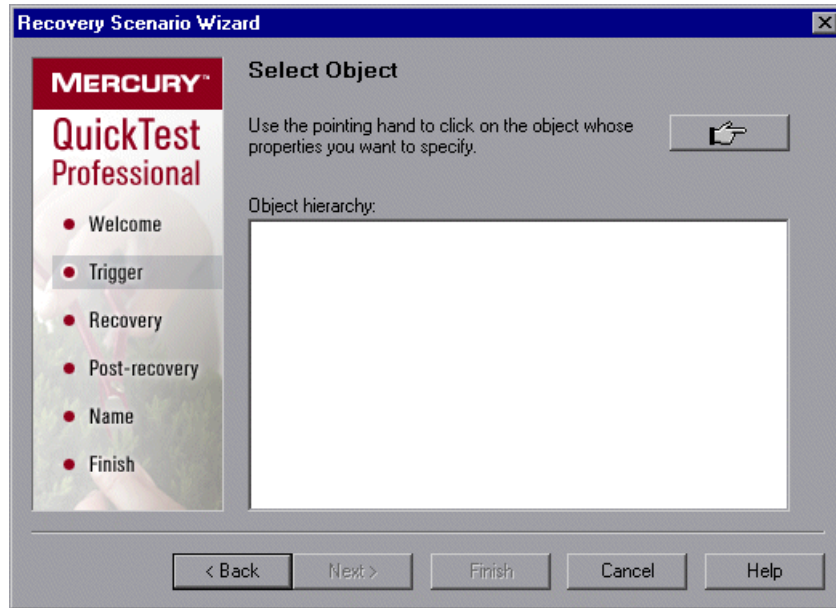 Recovery Scenario Wizard
MERCURY™
QuickTest
Professional
Welcome
Trigger
Recovery
Post-recovery
Name
Finish
Select Object
Use the pointing hand to click on the object whose
properties you want to specify.
Object hierarchy:
< Back
Next >
Finish
Cancel
Help